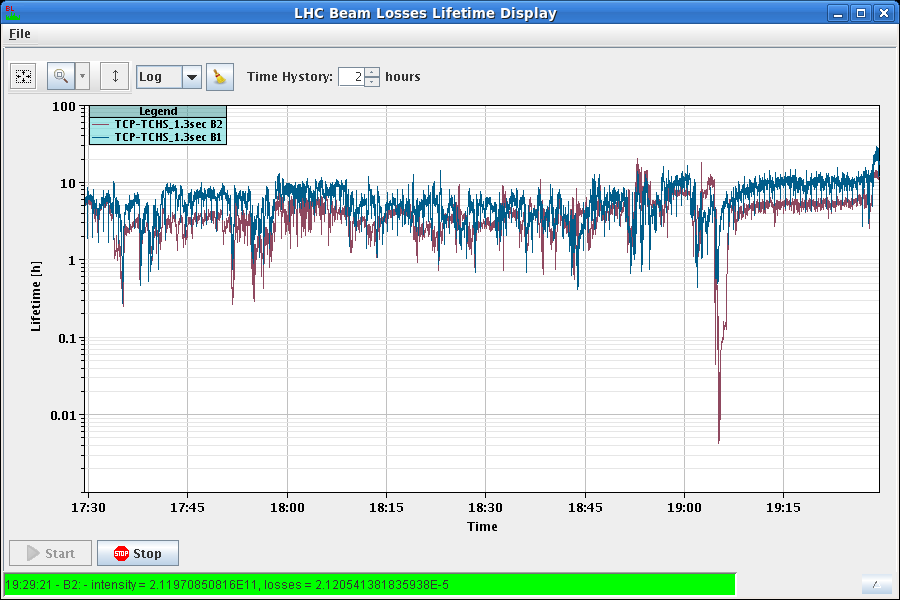 BL
LHC Beam Losses Lifetime Display
File
Log
Time Hystory: 2 hours
Legend
TCP-TCHS_1.3sec B2
TCP-TCHS_1.3sec B1
100
10
1
0.1
0.01
Lifetime [h]
17:30 17:45 18:00 18:15 18:30 18:45 19:00 19:15
Time
Start
STOP Stop
19:29:21 - B2: - intensity = 2.11970850816E11, losses = 2.120541381835938E-5